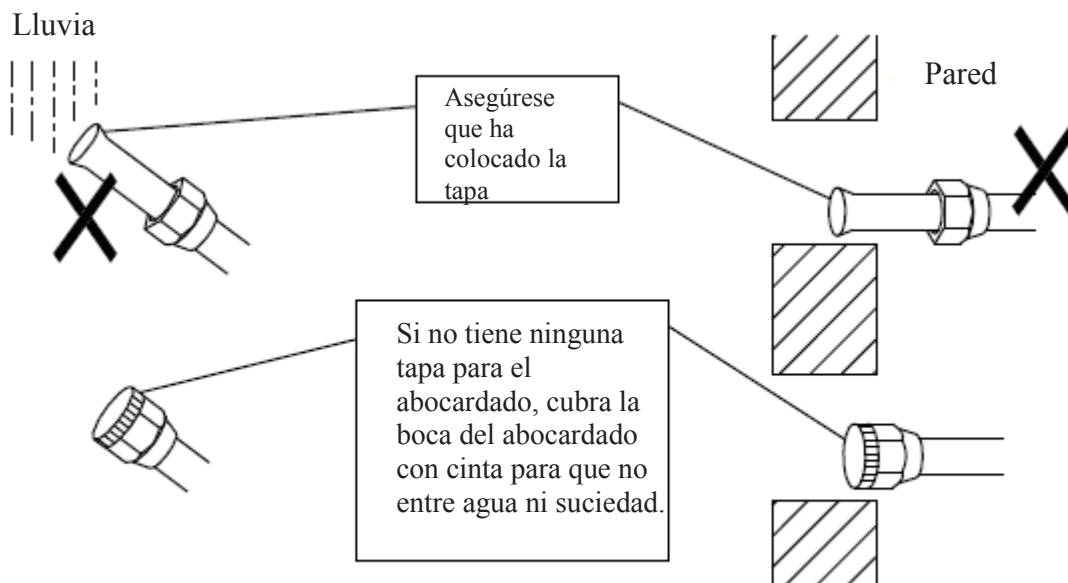 Lluvia
Pared
Asegúrese
que ha
colocado la
tapa
Si no tiene ninguna
tapa para el
abocardado, cubra la
boca del abocardado
con cinta para que no
entre agua ni suciedad.